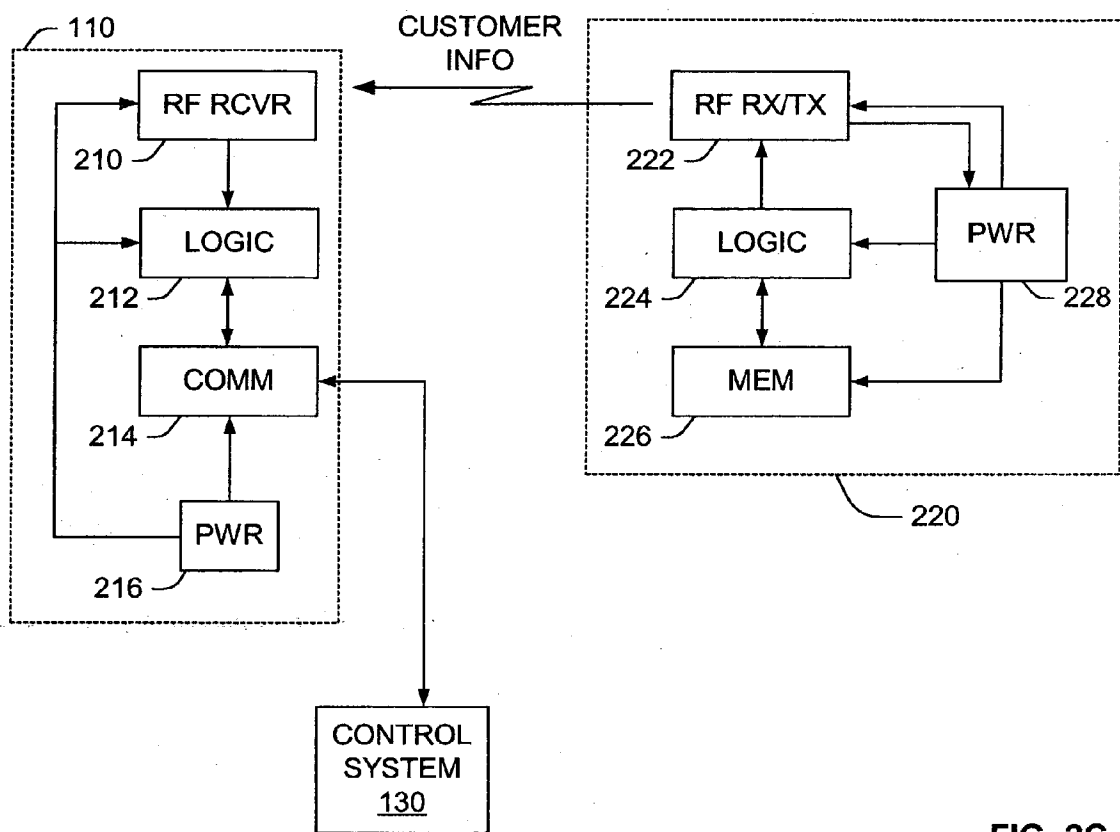 110
CUSTOMER
INFO
RF RCVR
210
LOGIC
212
COMM
214
PWR
216
RF RX/TX
222
LOGIC
224
PWR
228
MEM
226
220
CONTROL
SYSTEM
130